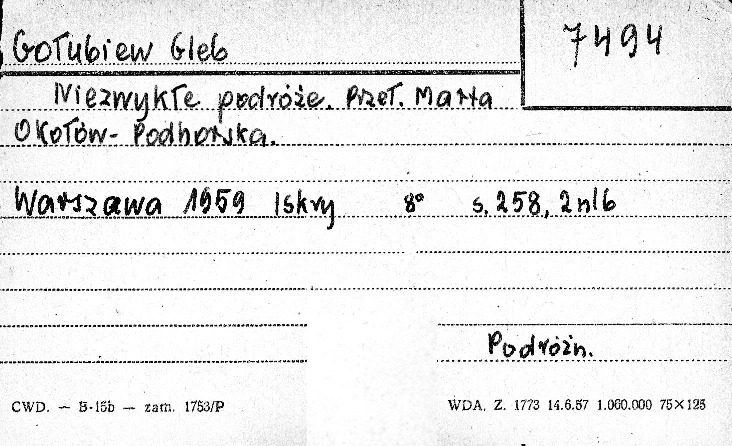 Gołubiew Gleb
7494
Niezwykłe podróże. Przeł. Marta
Okołów-Podhorska.
Warszawa 1959 Iskry 8° s. 258, 2 nlb
Podróżn.
CWD. — B-15b — zam. 1753/P
WDA. Z. 1773 14.6.57 1.000.000 75×125